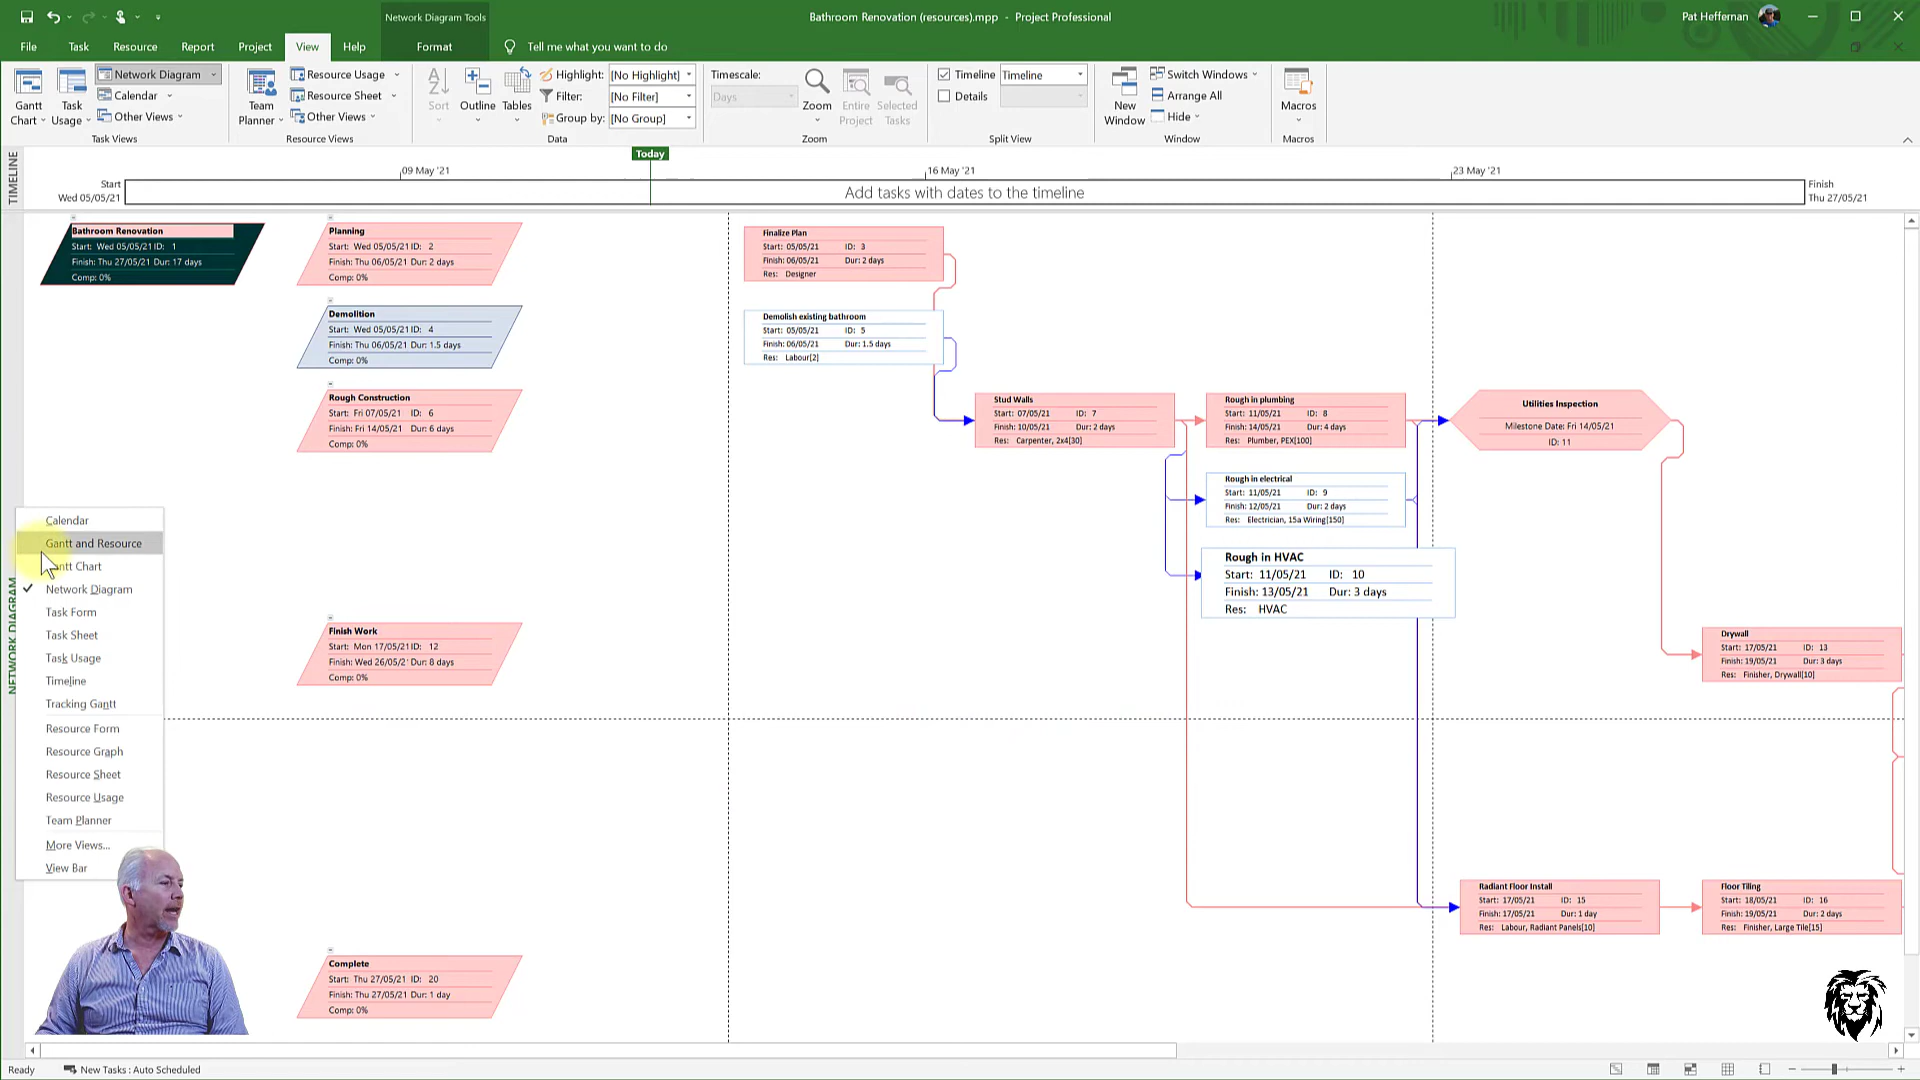 Network Diagram Tools
Bathroom Renovation (resources).mpp - Project Professional
Pat Heffernan
File Task Resource Report Project View Help Format Tell me what you want to do
Gantt Chart
Task Usage
Network Diagram
Calendar
Other Views
Task Views
Team Planner
Resource Usage
Resource Sheet
Other Views
Resource Views
Sort
Outline
Tables
Highlight: [No Highlight]
Filter: [No Filter]
Group by: [No Group]
Data
Timescale:
Days
Zoom
Entire Project
Selected Tasks
Zoom
Timeline Timeline
Details
Split View
New Window
Switch Windows
Arrange All
Hide
Window
Macros
Macros
TIMELINE
Today
09 May '21
16 May '21
23 May '21
Start
Wed 05/05/21
Add tasks with dates to the timeline
Finish
Thu 27/05/21
NETWORK DIAGRAM
Bathroom Renovation
Start: Wed 05/05/21 ID: 1
Finish: Thu 27/05/21 Dur: 17 days
Comp: 0%
Planning
Start: Wed 05/05/21 ID: 2
Finish: Thu 06/05/21 Dur: 2 days
Comp: 0%
Finalize Plan
Start: 05/05/21 ID: 3
Finish: 06/05/21 Dur: 2 days
Res: Designer
Demolition
Start: Wed 05/05/21 ID: 4
Finish: Thu 06/05/21 Dur: 1.5 days
Comp: 0%
Demolish existing bathroom
Start: 05/05/21 ID: 5
Finish: 06/05/21 Dur: 1.5 days
Res: Labour[2]
Rough Construction
Start: Fri 07/05/21 ID: 6
Finish: Fri 14/05/21 Dur: 6 days
Comp: 0%
Stud Walls
Start: 07/05/21 ID: 7
Finish: 10/05/21 Dur: 2 days
Res: Carpenter, 2x4[30]
Rough in plumbing
Start: 11/05/21 ID: 8
Finish: 14/05/21 Dur: 4 days
Res: Plumber, PEX[100]
Utilities Inspection
Milestone Date: Fri 14/05/21
ID: 11
Rough in electrical
Start: 11/05/21 ID: 9
Finish: 12/05/21 Dur: 2 days
Res: Electrician, 15a Wiring[150]
Rough in HVAC
Start: 11/05/21 ID: 10
Finish: 13/05/21 Dur: 3 days
Res: HVAC
Calendar
Gantt and Resource
Chart
Network Diagram
Task Form
Task Sheet
Task Usage
Timeline
Tracking Gantt
Resource Form
Resource Graph
Resource Sheet
Resource Usage
Team Planner
More Views...
View Bar
Finish Work
Start: Mon 17/05/21 ID: 12
Finish: Wed 26/05/2 Dur: 8 days
Comp: 0%
Drywall
Start: 17/05/21 ID: 13
Finish: 19/05/21 Dur: 3 days
Res: Finisher, Drywall[10]
Radiant Floor Install
Start: 17/05/21 ID: 15
Finish: 17/05/21 Dur: 1 day
Res: Labour, Radiant Panels[10]
Floor Tiling
Start: 18/05/21 ID: 16
Finish: 19/05/21 Dur: 2 days
Res: Finisher, Large Tile[15]
Complete
Start: Thu 27/05/21 ID: 20
Finish: Thu 27/05/21 Dur: 1 day
Comp: 0%
Ready
New Tasks : Auto Scheduled